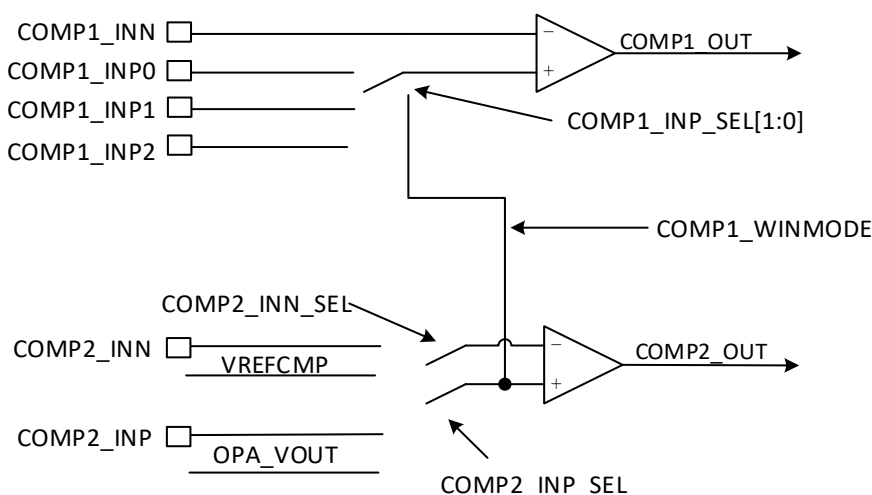 COMP1_INN
COMP1_OUT
COMP1_INP0
COMP1_INP1
COMP1_INP_SEL[1:0]
COMP1_INP2
COMP1_WINMODE
COMP2_INN_SEL
COMP2_INN
COMP2_OUT
VREFCMP
COMP2_INP
OPA_VOUT
COMP2_INP_SEL